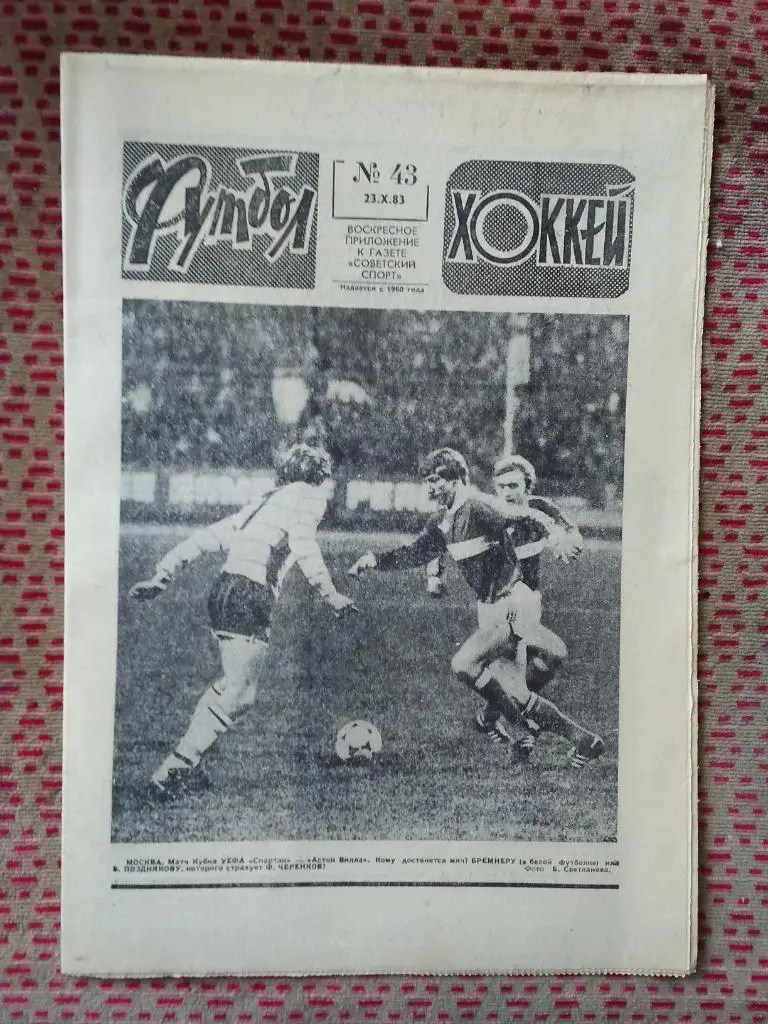 Футбол
№ 43
23.X.83
ВОСКРЕСНОЕ
ПРИЛОЖЕНИЕ
К ГАЗЕТЕ
«СОВЕТСКИЙ
СПОРТ»
Издается с 1960 года
ХОККЕЙ
МОСКВА. Матч Кубка УЕФА «Спартак» — «Астон Вилла». Кому достанется мяч? БРЕМНЕРУ (в белой футболке) или
Б. ПОЗДНЯКОВУ, которого страхует Ф. ЧЕРЕНКОВ?
Фото Б. Светланова.